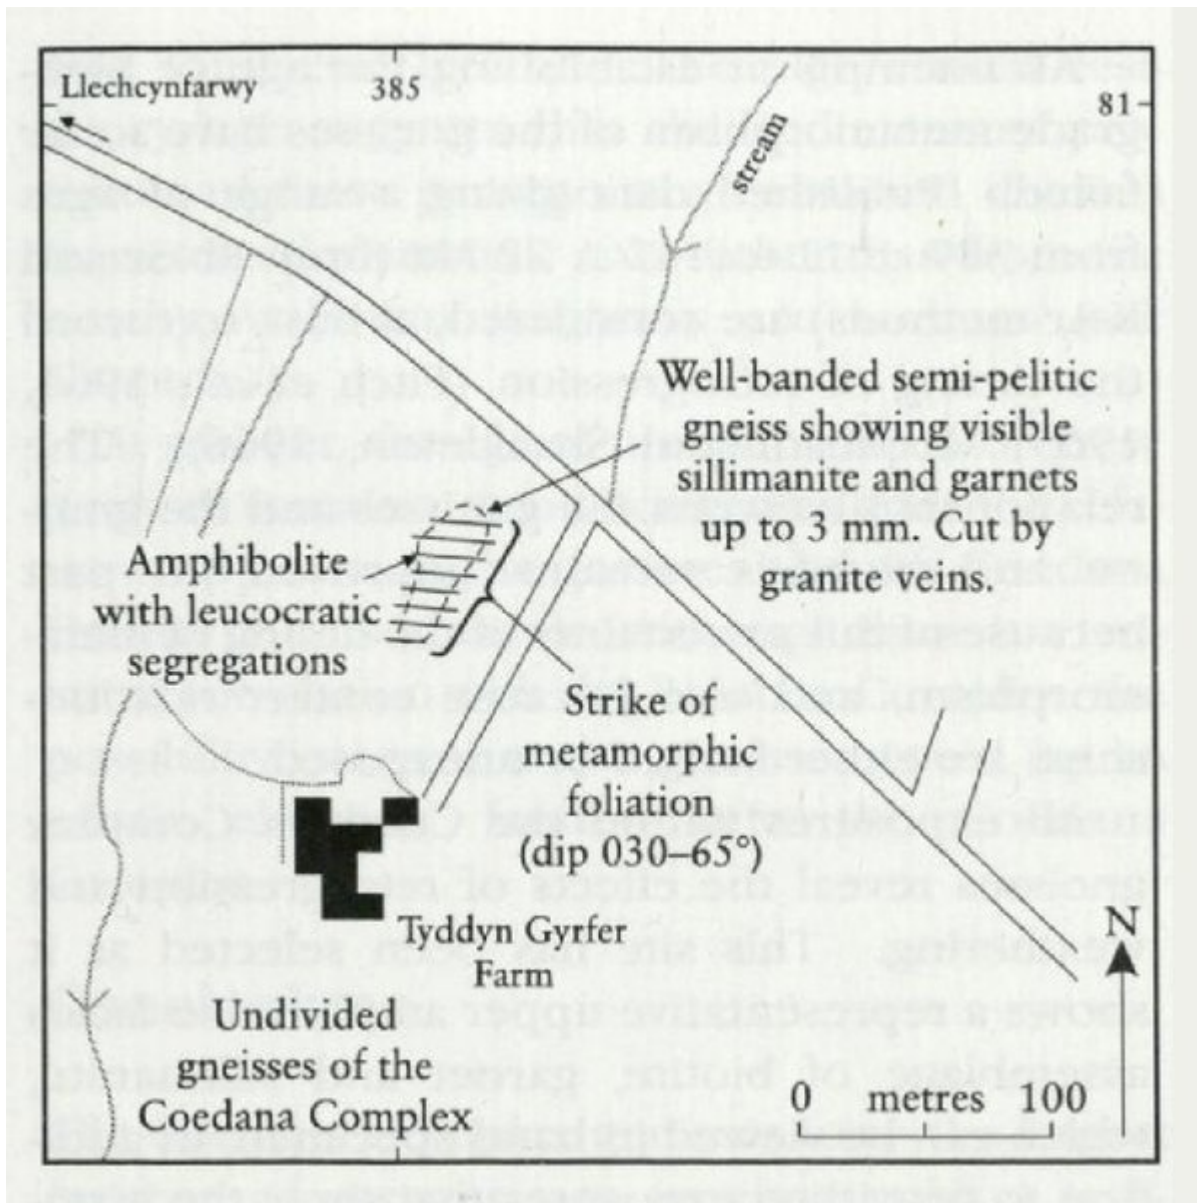 Llechcynfarwy
385
81
stream
Well-banded semi-pelitic
gneiss showing visible
sillimanite and garnets
up to 3 mm. Cut by
granite veins.
Amphibolite
with leucocratic
segregations
Strike of
metamorphic
foliation
(dip 030–65°)
Tyddyn Gyrfer
Farm
Undivided
gneisses of the
Coedana Complex
N
0 metres 100